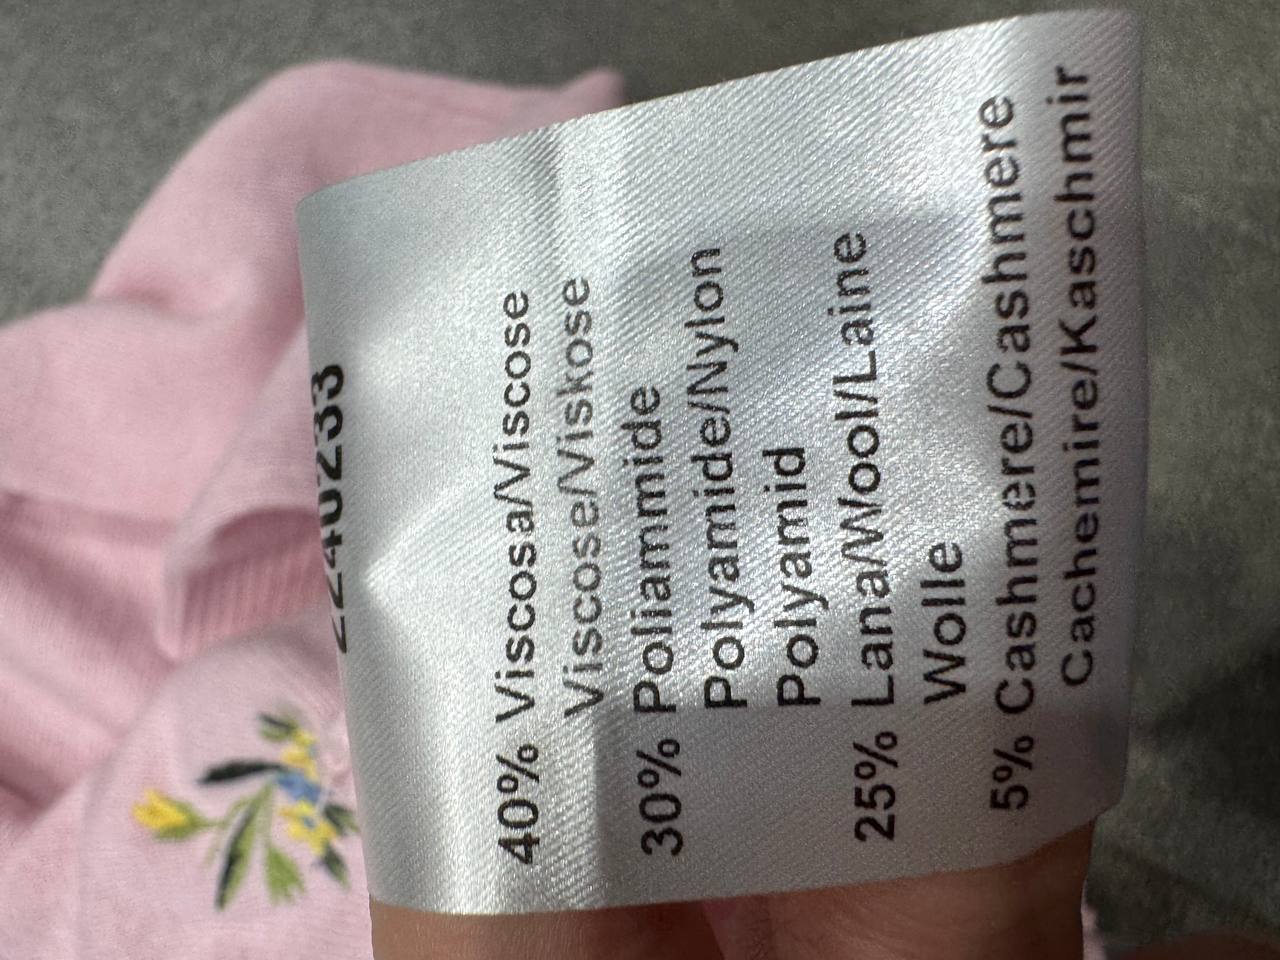 2240233
40% Viscosa/Viscose
Viscose/Viskose
30% Poliammide
Polyamide/Nylon
Polyamid
25% Lana/Wool/Laine
Wolle
5% Cashmere/Cashmere
Cachemire/Kaschmir